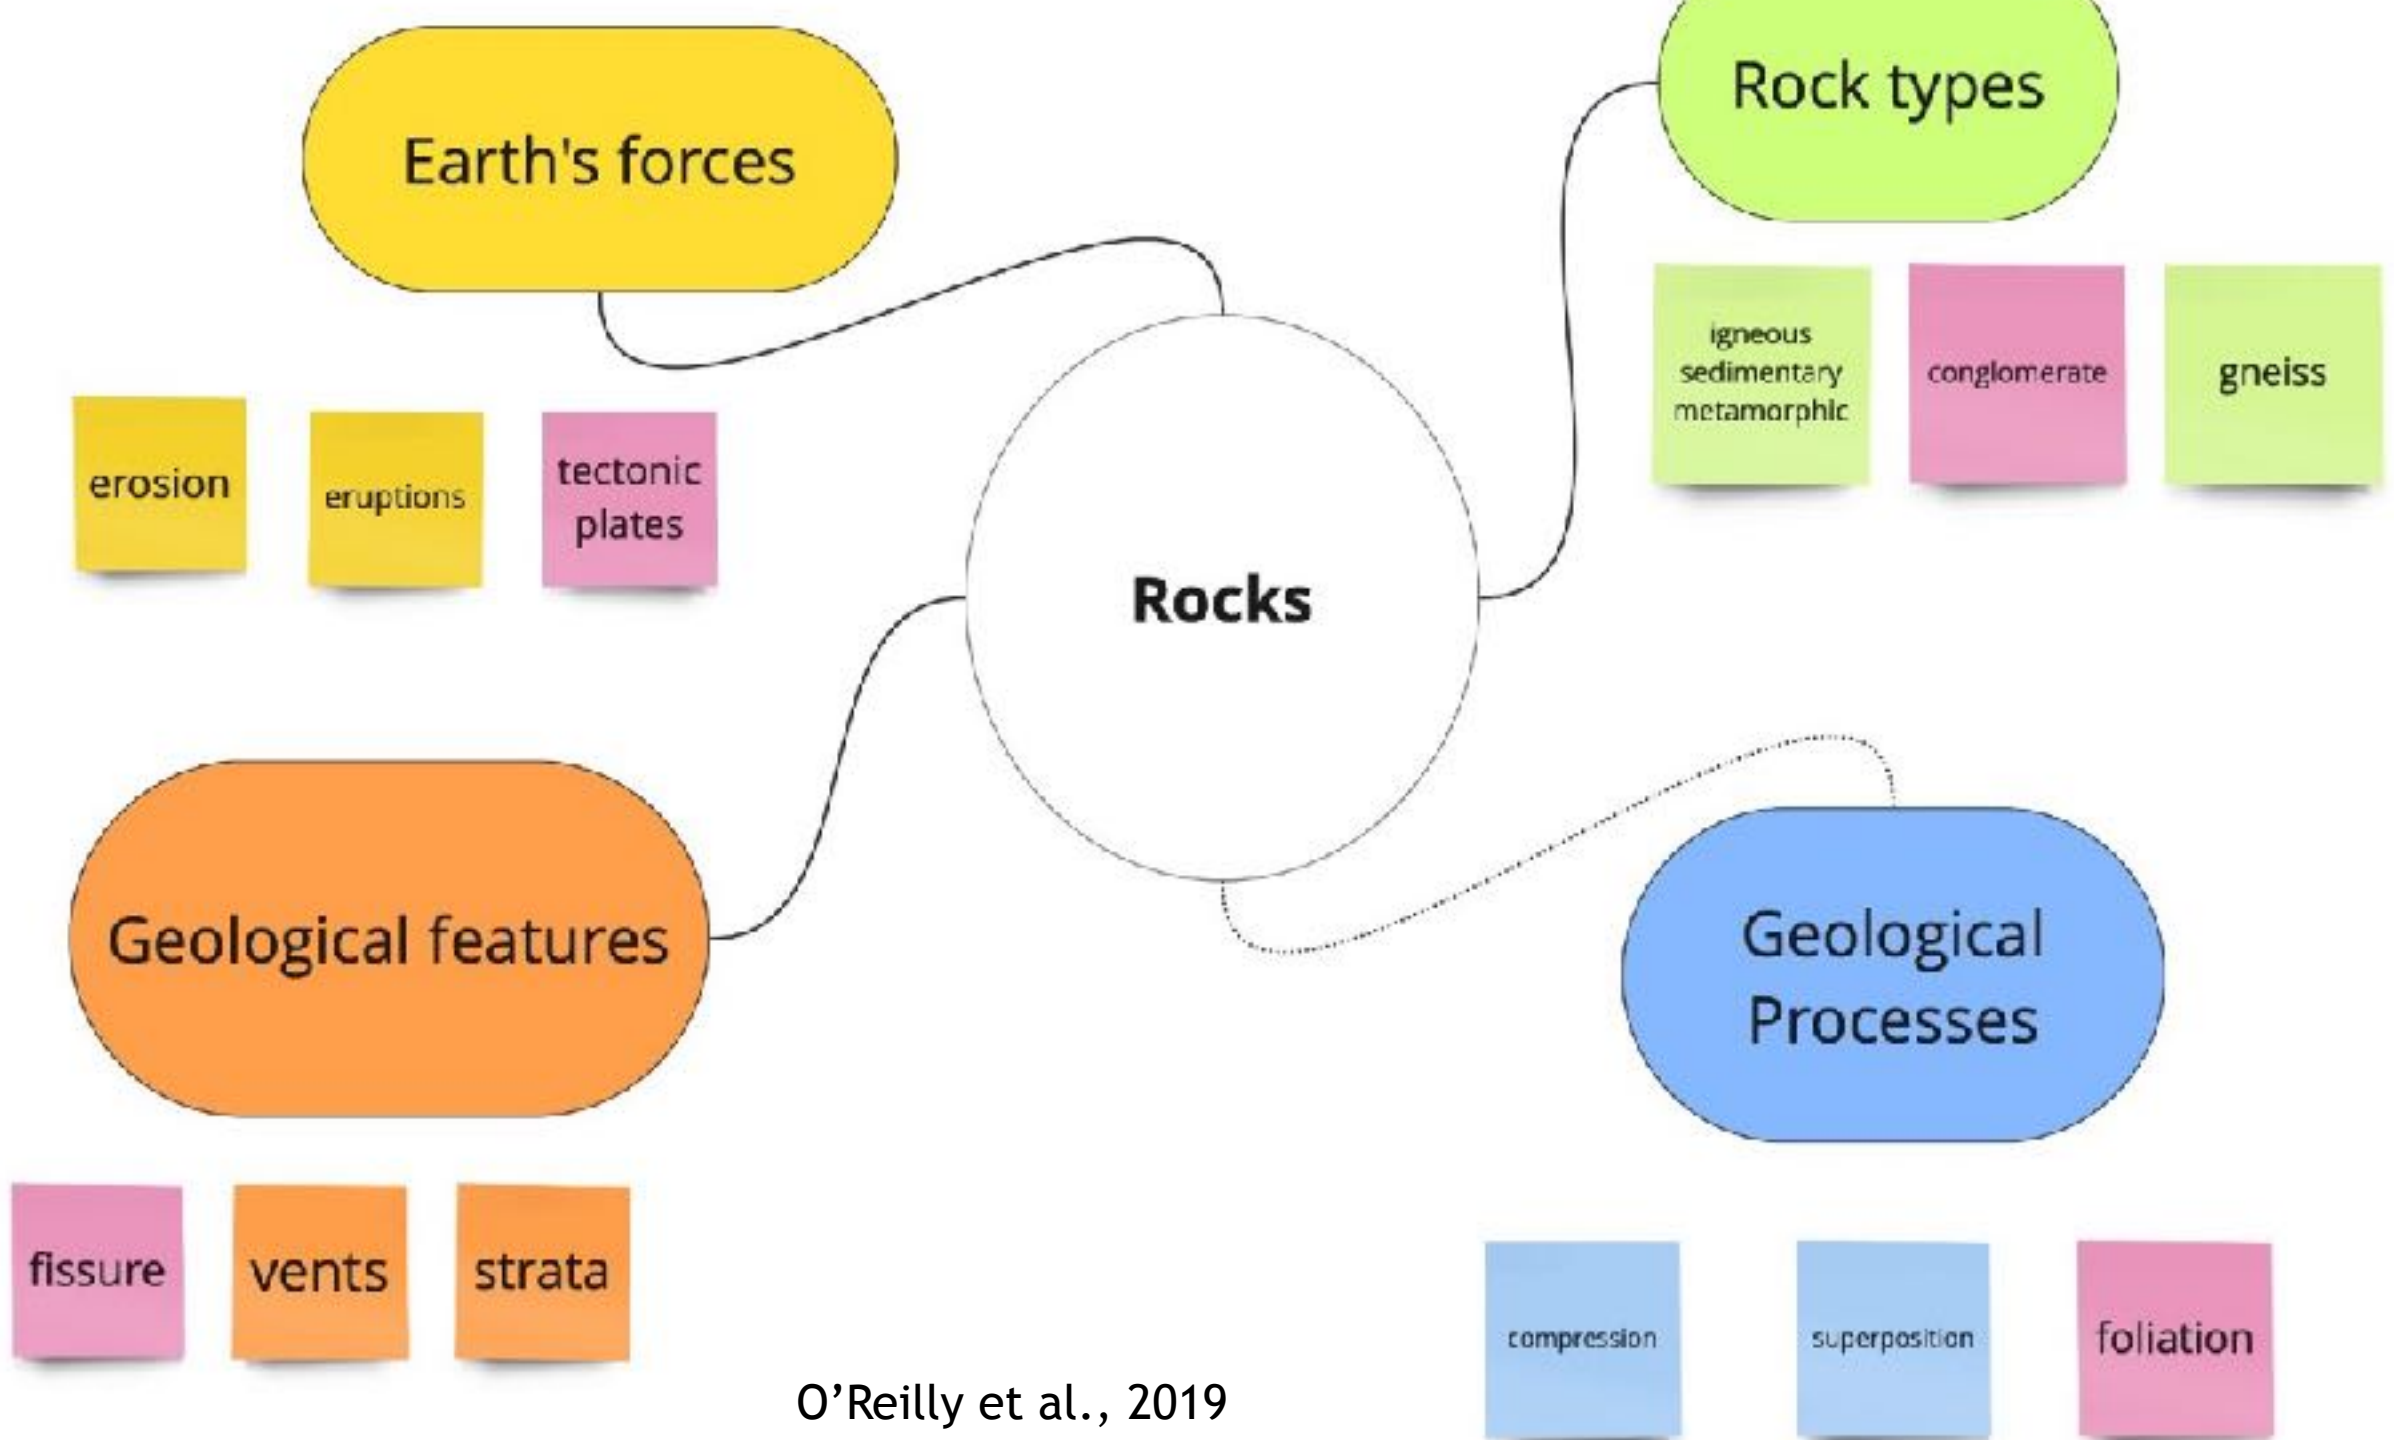 Earth's forces
Rock types
igneous
sedimentary
metamorphic
conglomerate
gneiss
erosion
eruptions
tectonic
plates
Rocks
Geological features
Geological
Processes
fissure
vents
strata
compression
superposition
foliation
O’Reilly et al., 2019